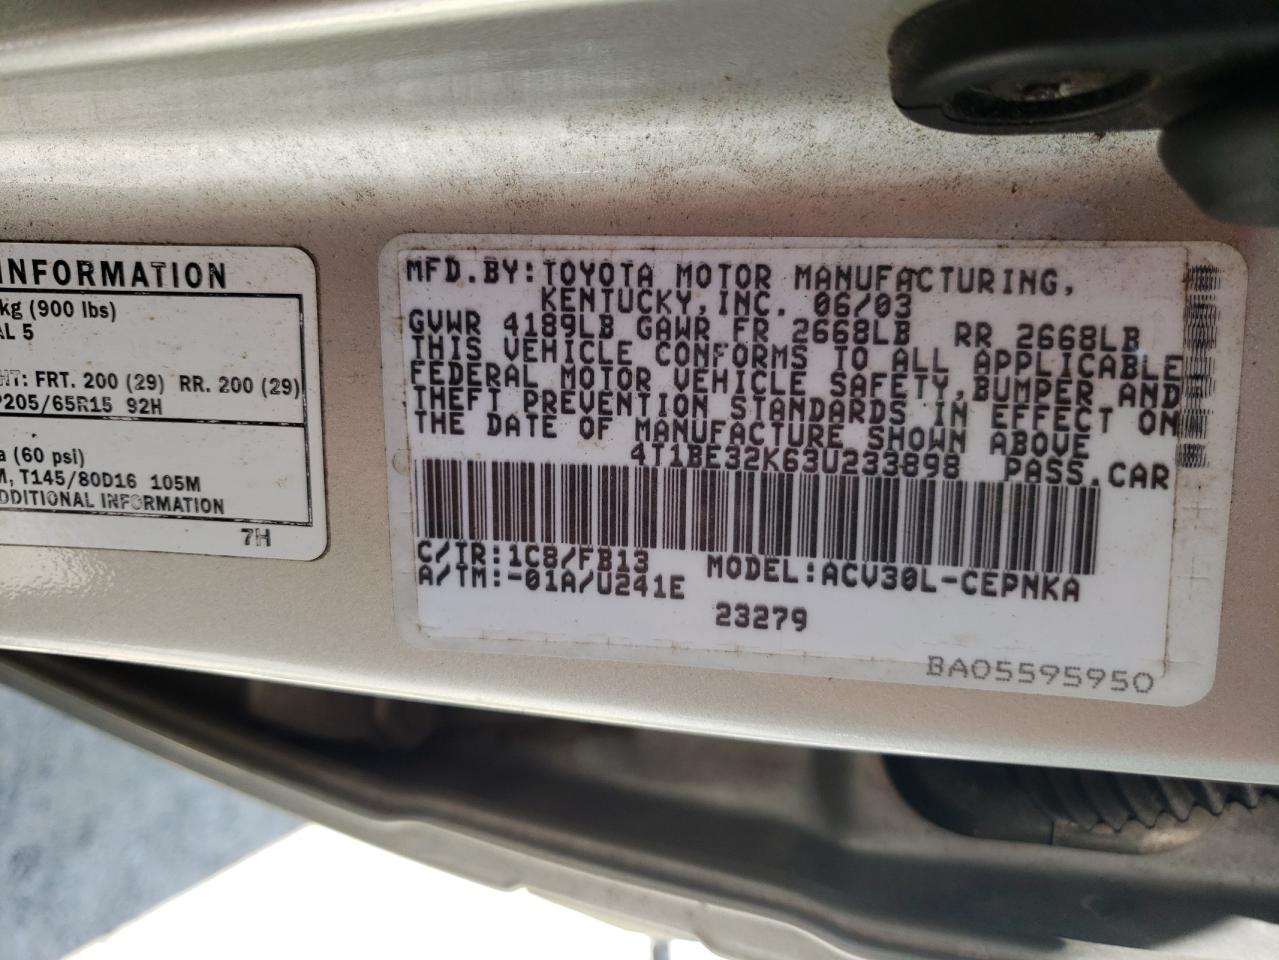 INFORMATION
kg (900 lbs)
AL 5
HT: FRT. 200 (29) RR. 200 (29)
P205/65R15 92H
a (60 psi)
M, T145/80D16 105M
DDITIONAL INFORMATION
7H
MFD.BY:TOYOTA MOTOR MANUFACTURING,
KENTUCKY,INC. 06/03
GVWR 4189LB GAWR FR 2668LB RR 2668LB
THIS VEHICLE CONFORMS TO ALL APPLICABLE
FEDERAL MOTOR VEHICLE SAFETY,BUMPER AND
THEFT PREVENTION STANDARDS IN EFFECT ON
THE DATE OF MANUFACTURE SHOWN ABOVE
4T1BE32K63U233898 PASS.CAR
C/TR:1C8/FB13 MODEL:ACV30L-CEPNKA
A/TM:-01A/U241E
23279
BA05595950